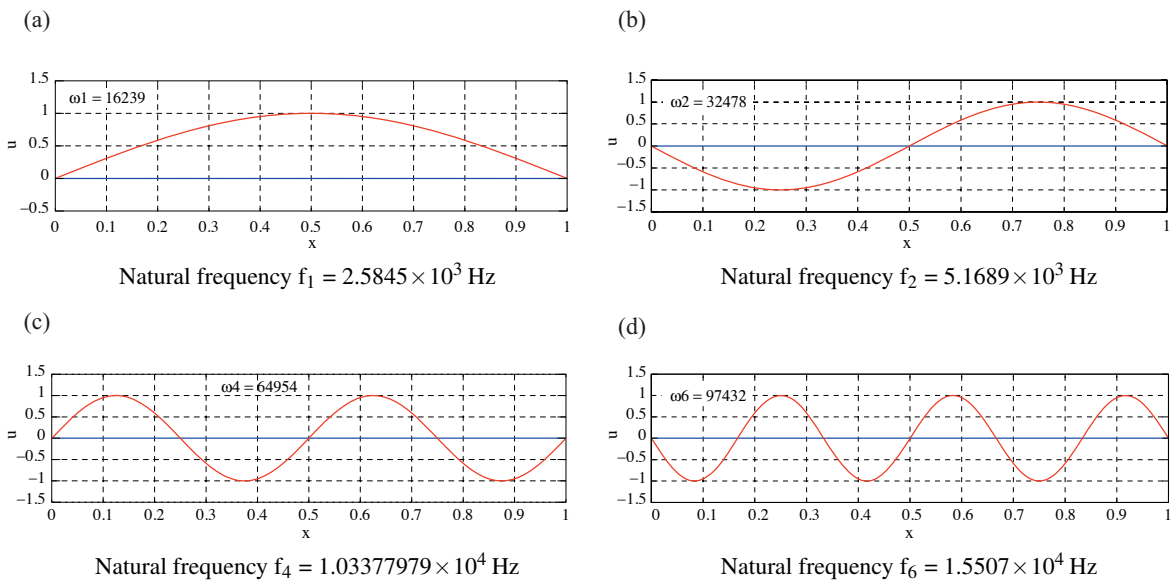 (a)
1.5
1
0.5
0
−0.5
u
ω1 = 16239
0 0.1 0.2 0.3 0.4 0.5 0.6 0.7 0.8 0.9 1
x
Natural frequency f₁ = 2.5845 × 10³ Hz
(b)
1.5
1
0.5
0
−0.5
−1
−1.5
u
ω2 = 32478
0 0.1 0.2 0.3 0.4 0.5 0.6 0.7 0.8 0.9 1
x
Natural frequency f₂ = 5.1689 × 10³ Hz
(c)
1.5
1
0.5
0
−0.5
−1
−1.5
u
ω4 = 64954
0 0.1 0.2 0.3 0.4 0.5 0.6 0.7 0.8 0.9 1
x
Natural frequency f₄ = 1.03377979 × 10⁴ Hz
(d)
1.5
1
0.5
0
−0.5
−1
−1.5
u
ω6 = 97432
0 0.1 0.2 0.3 0.4 0.5 0.6 0.7 0.8 0.9 1
x
Natural frequency f₆ = 1.5507 × 10⁴ Hz